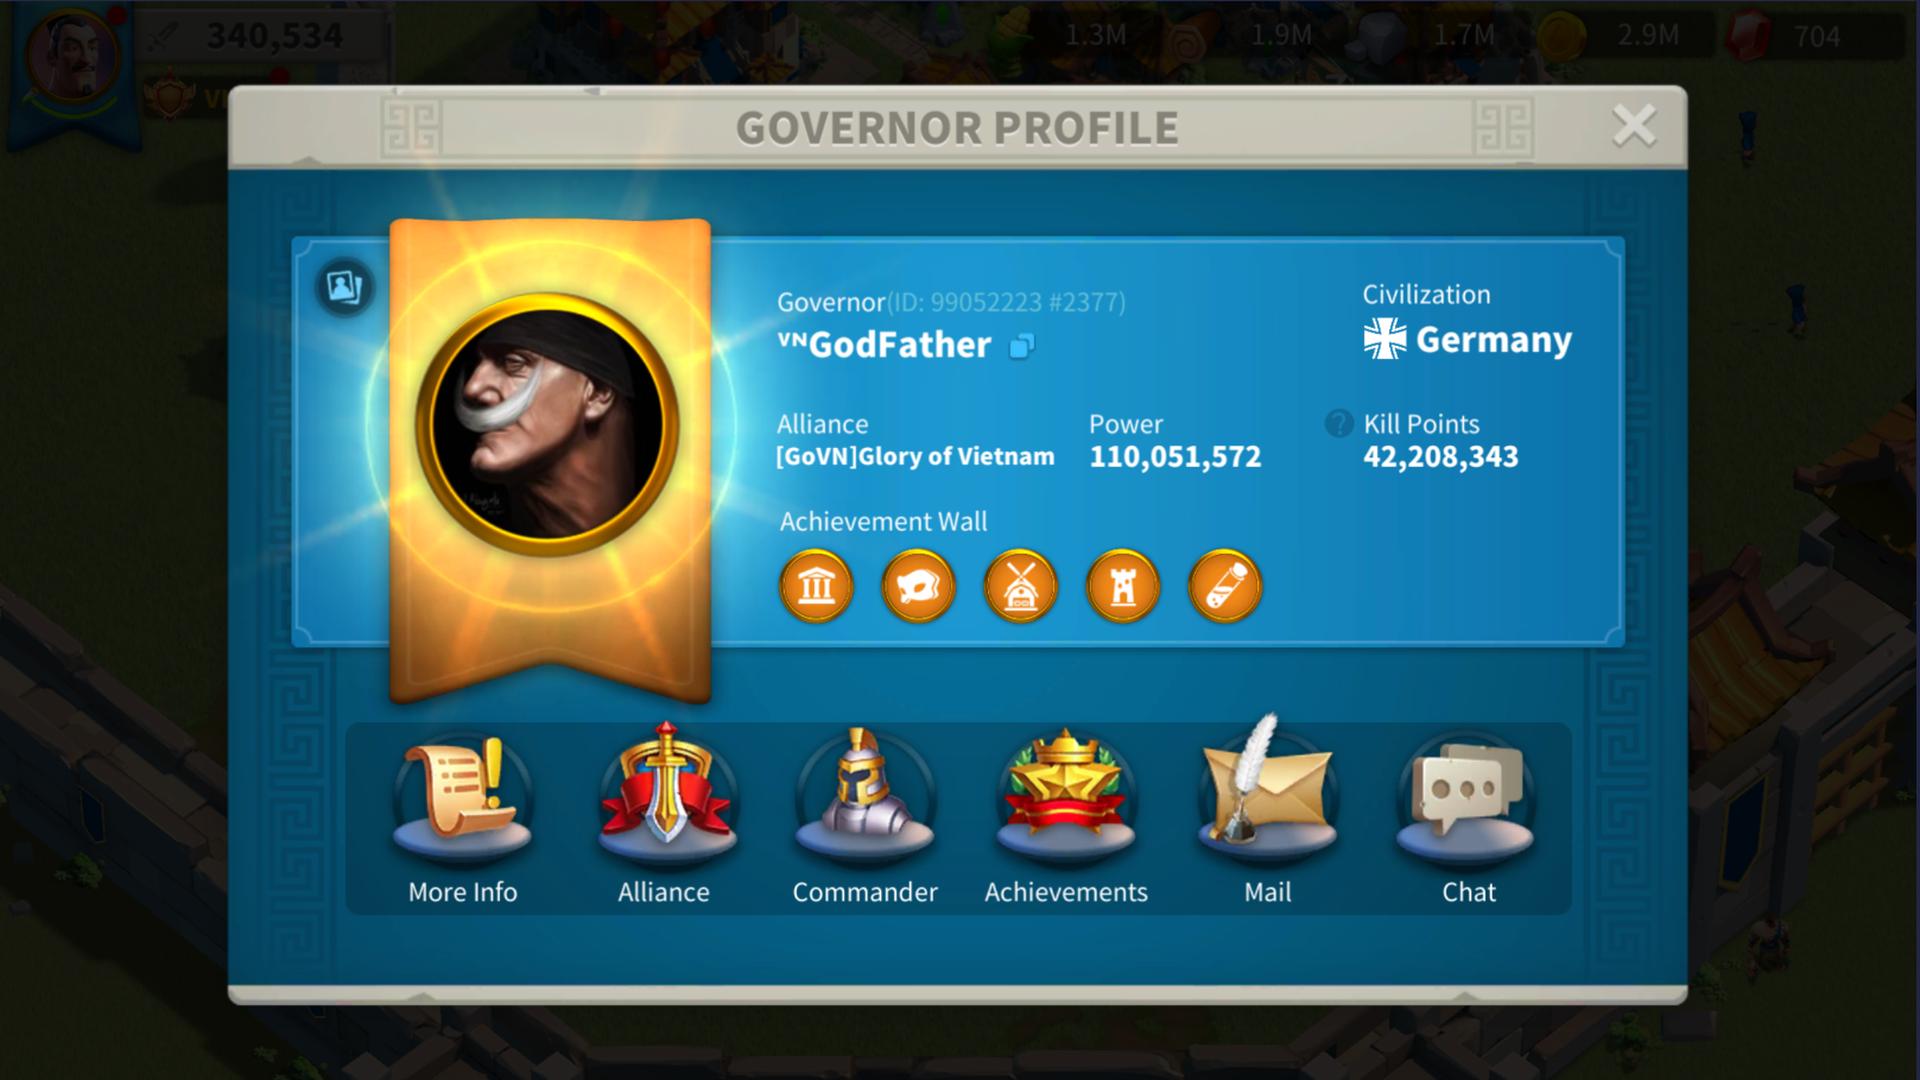 340,534
1.3M
1.9M
1.7M
2.9M
704
GOVERNOR PROFILE
Governor(ID: 99052223 #2377)
ᵛᴺGodFather
Civilization
Germany
Alliance
[GoVN]Glory of Vietnam
Power
110,051,572
?
Kill Points
42,208,343
Achievement Wall
More Info
Alliance
Commander
Achievements
Mail
Chat